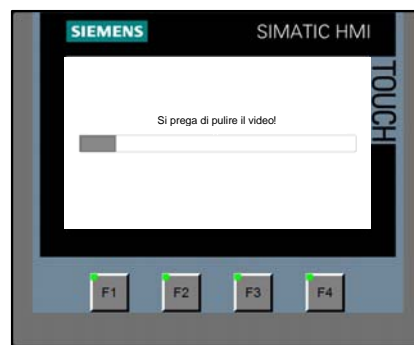 SIEMENS SIMATIC HMI
TOUCH
Si prega di pulire il video!
F1 F2 F3 F4